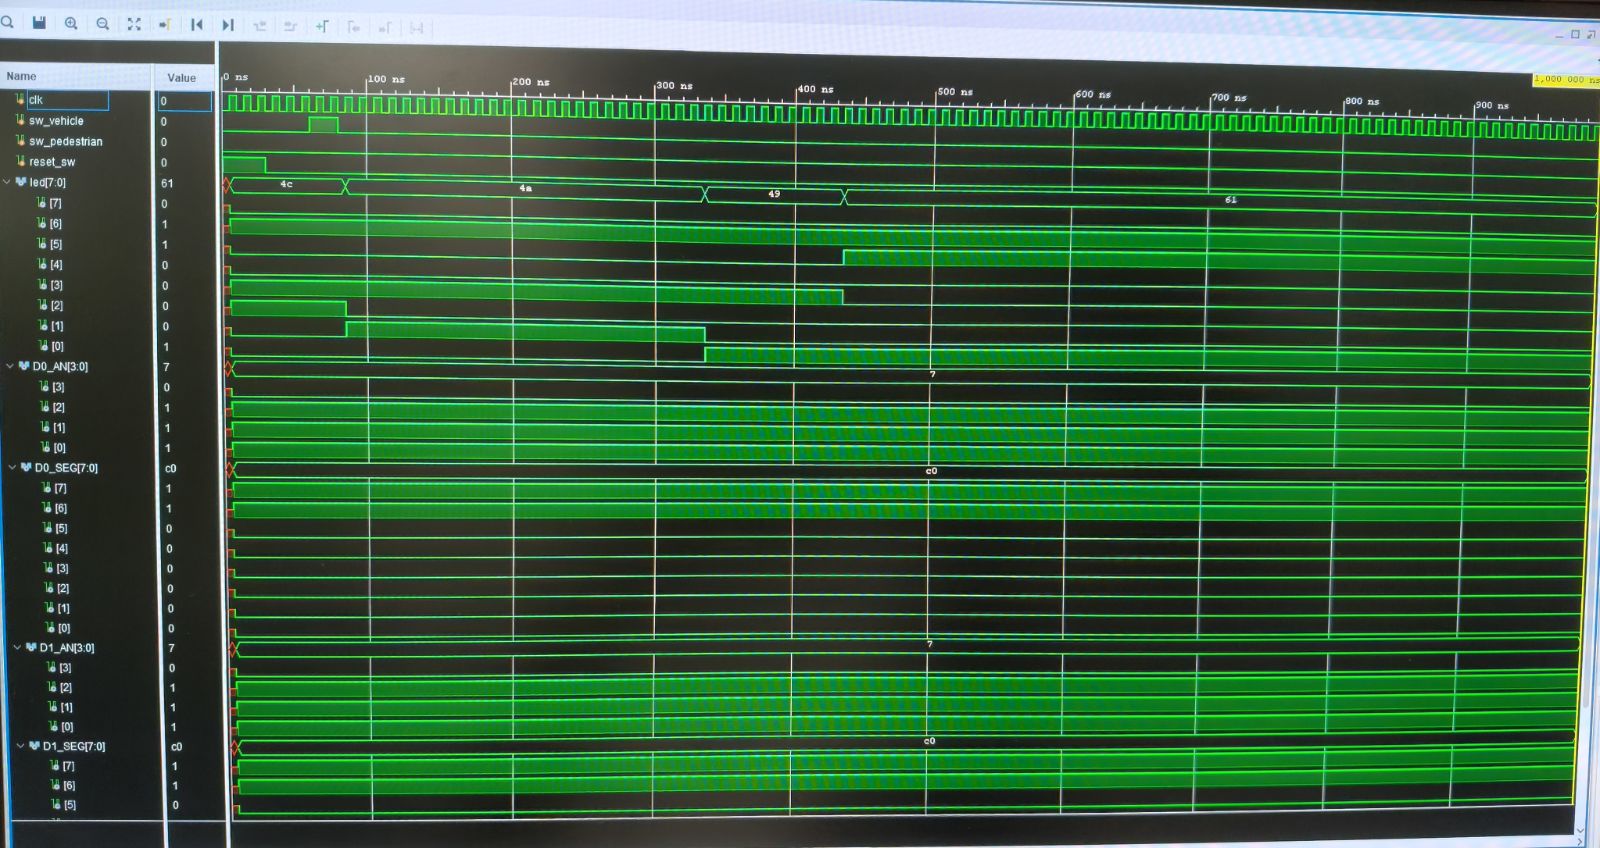 Name Value
0 ns 100 ns 200 ns 300 ns 400 ns 500 ns 600 ns 700 ns 800 ns 900 ns 1,000.000 ns
clk 0
sw_vehicle 0
sw_pedestrian 0
reset_sw 0
led[7:0] 61 4c 4a 49 61
[7] 0
[6] 1
[5] 1
[4] 0
[3] 0
[2] 0
[1] 0
[0] 1
D0_AN[3:0] 7 7
[3] 0
[2] 1
[1] 1
[0] 1
D0_SEG[7:0] c0 c0
[7] 1
[6] 1
[5] 0
[4] 0
[3] 0
[2] 0
[1] 0
[0] 0
D1_AN[3:0] 7 7
[3] 0
[2] 1
[1] 1
[0] 1
D1_SEG[7:0] c0 c0
[7] 1
[6] 1
[5] 0